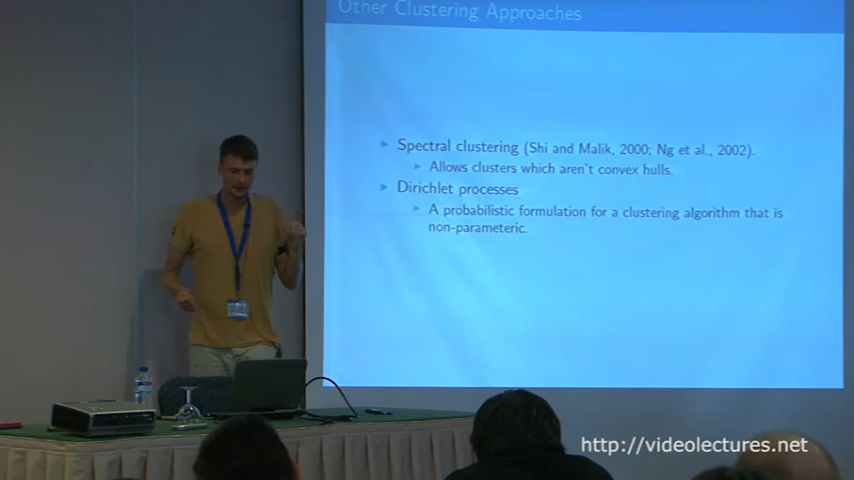 Other Clustering Approaches
Spectral clustering (Shi and Malik, 2000; Ng et al., 2002).
Allows clusters which aren't convex hulls.
Dirichlet processes
A probabilistic formulation for a clustering algorithm that is
non-parameteric.
http://videolectures.net